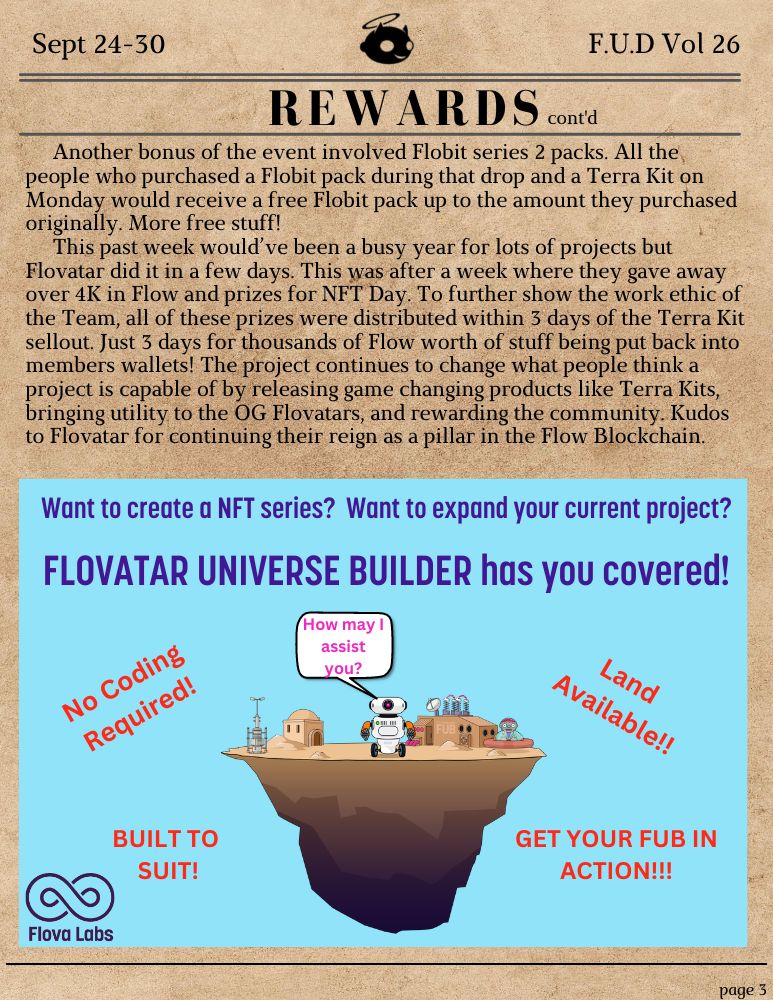 Sept 24-30
F.U.D Vol 26
REWARDS cont'd
Another bonus of the event involved Flobit series 2 packs. All the
people who purchased a Flobit pack during that drop and a Terra Kit on
Monday would receive a free Flobit pack up to the amount they purchased
originally. More free stuff!
This past week would’ve been a busy year for lots of projects but
Flovatar did it in a few days. This was after a week where they gave away
over 4K in Flow and prizes for NFT Day. To further show the work ethic of
the Team, all of these prizes were distributed within 3 days of the Terra Kit
sellout. Just 3 days for thousands of Flow worth of stuff being put back into
members wallets! The project continues to change what people think a
project is capable of by releasing game changing products like Terra Kits,
bringing utility to the OG Flovatars, and rewarding the community. Kudos
to Flovatar for continuing their reign as a pillar in the Flow Blockchain.
Want to create a NFT series? Want to expand your current project?
FLOVATAR UNIVERSE BUILDER has you covered!
How may I
assist
you?
No Coding
Required!
Land
Available!!
FUB
BUILT TO
SUIT!
GET YOUR FUB IN
ACTION!!!
Flova Labs
page 3